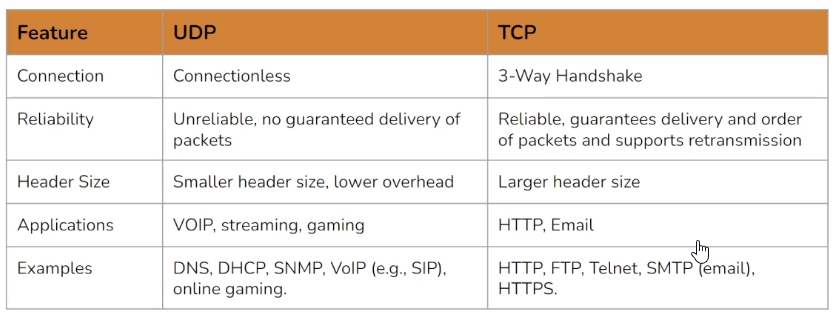 Feature UDP TCP
Connection Connectionless 3-Way Handshake
Reliability Unreliable, no guaranteed delivery of Reliable, guarantees delivery and order
packets of packets and supports retransmission
Header Size Smaller header size, lower overhead Larger header size
Applications VOIP, streaming, gaming HTTP, Email
Examples DNS, DHCP, SNMP, VoIP (e.g., SIP), HTTP, FTP, Telnet, SMTP (email),
online gaming. HTTPS.